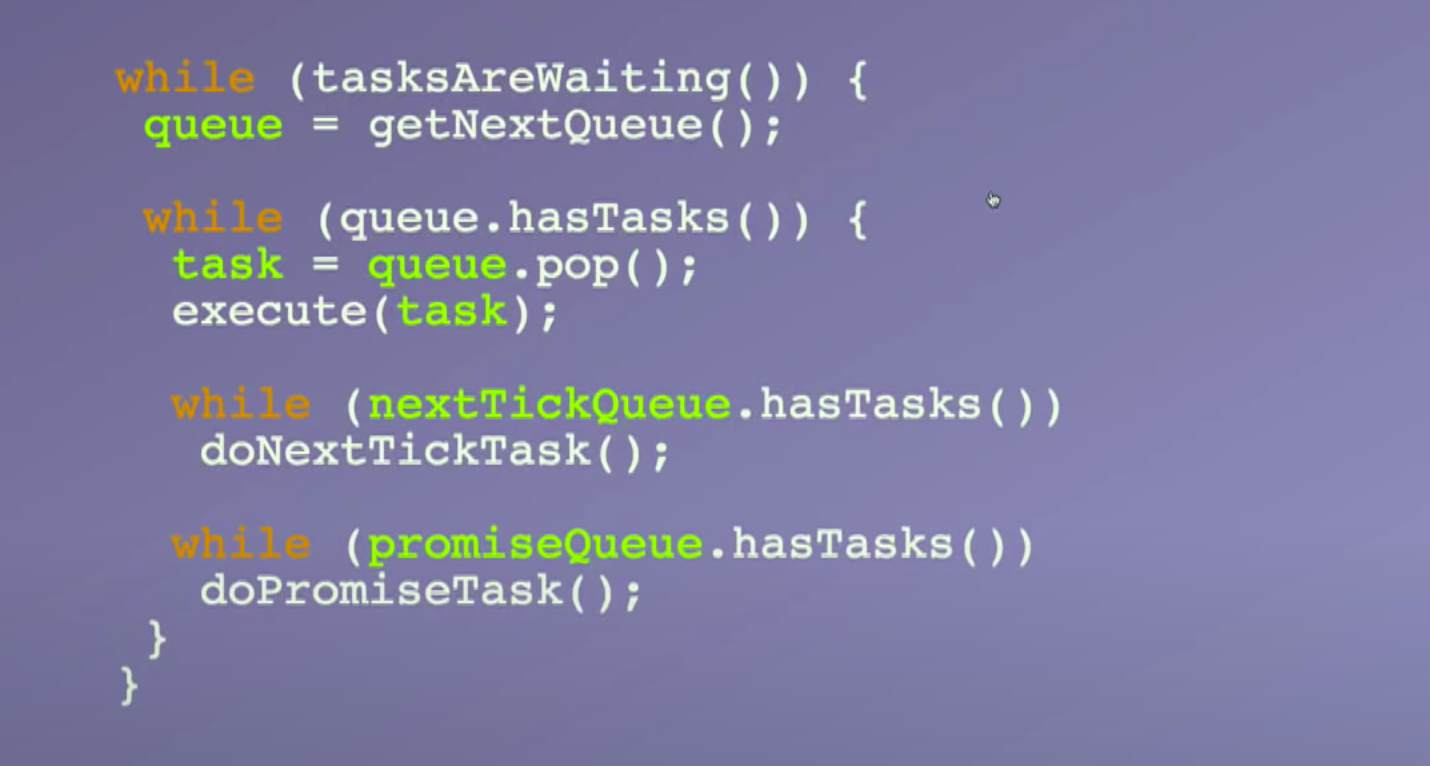 while (tasksAreWaiting()) {
queue = getNextQueue();
while (queue.hasTasks()) {
task = queue.pop();
execute(task);
while (nextTickQueue.hasTasks())
doNextTickTask();
while (promiseQueue.hasTasks())
doPromiseTask();
}
}